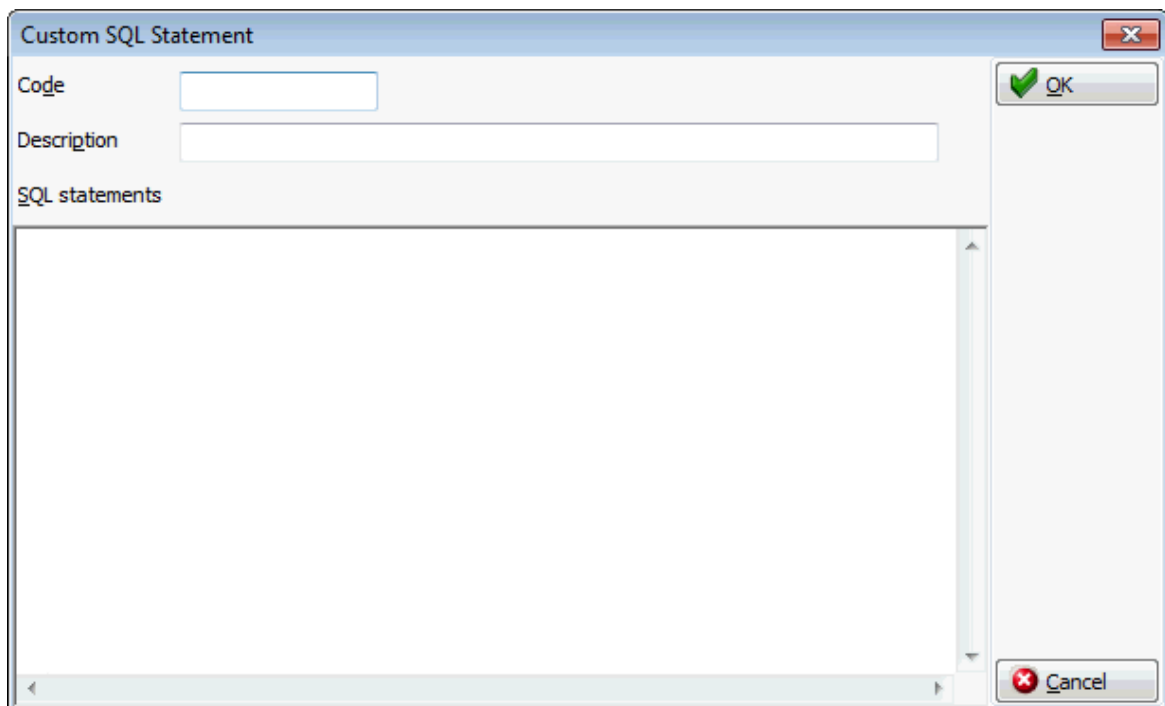 Custom SQL Statement
Code
OK
Description
SQL statements
Cancel